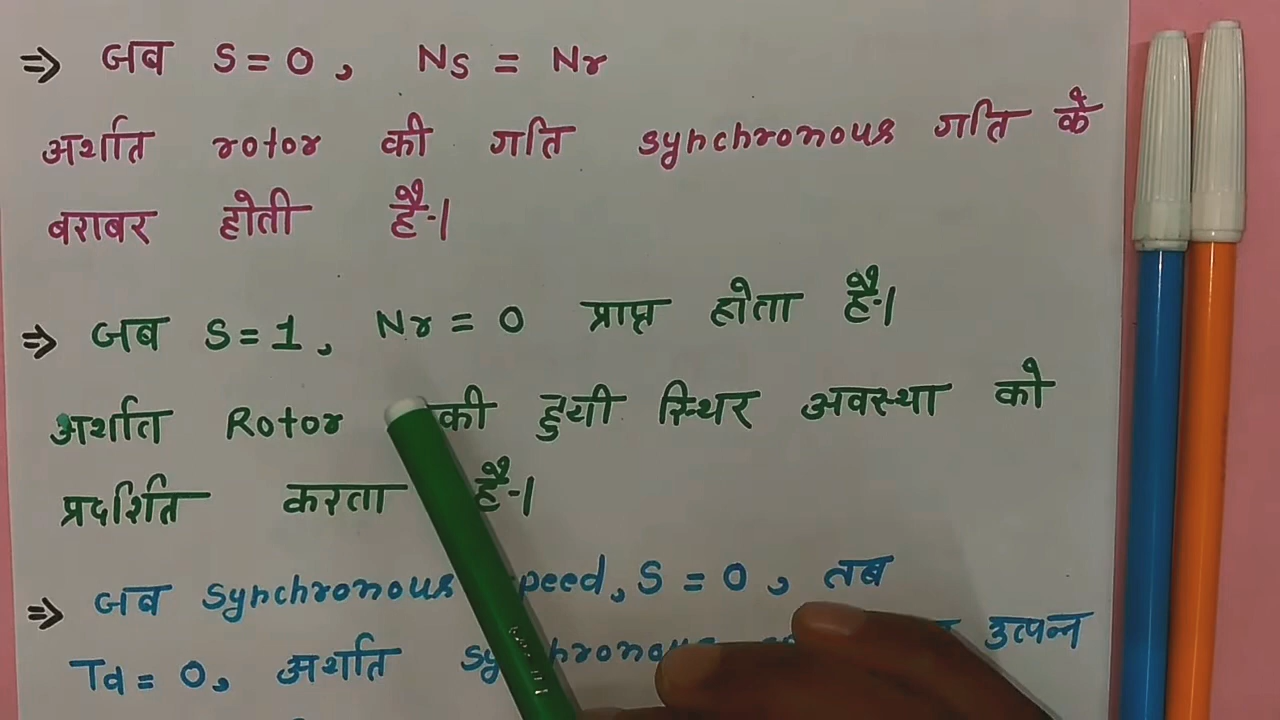 ⇒ जब S = 0, Ns = Nr
अर्थात rotor की गति synchronous गति के
बराबर होती है।
⇒ जब S = 1, Nr = 0 प्राप्त होता है।
अर्थात Rotor की हुयी स्थिर अवस्था को
प्रदर्शित करता है।
⇒ जब synchronous speed, S = 0, तब
Td = 0, अर्थात synchronous उत्पन्न